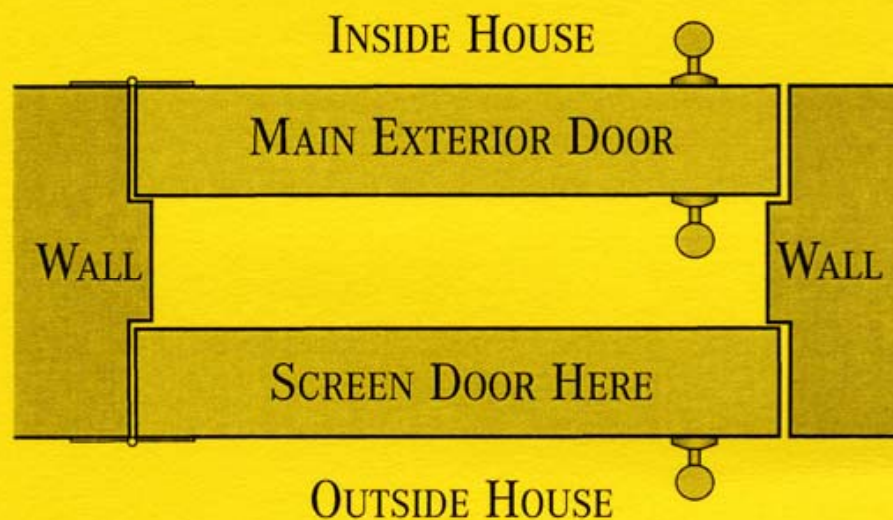 INSIDE HOUSE
MAIN EXTERIOR DOOR
WALL
WALL
SCREEN DOOR HERE
OUTSIDE HOUSE